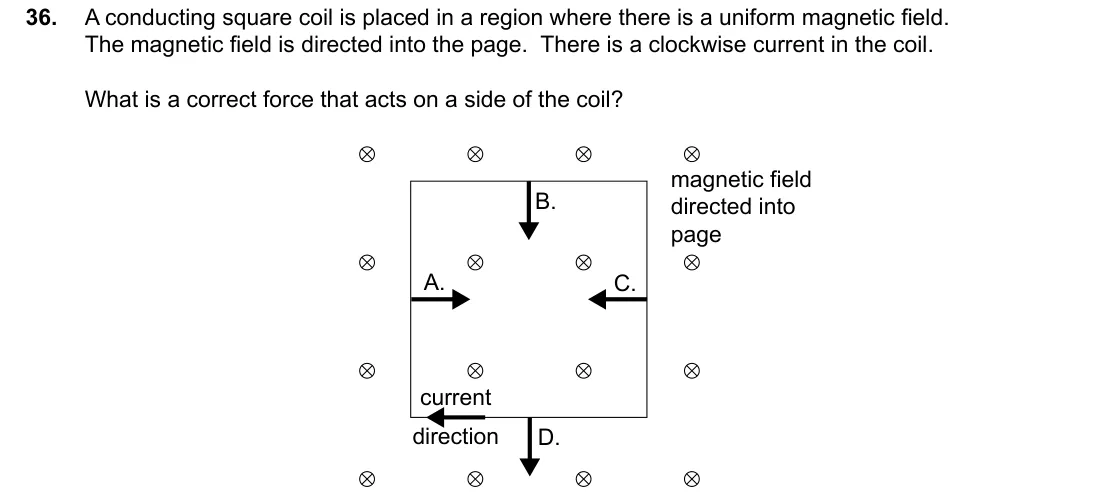 36. A conducting square coil is placed in a region where there is a uniform magnetic field.
The magnetic field is directed into the page. There is a clockwise current in the coil.
What is a correct force that acts on a side of the coil?
magnetic field
directed into
page
B.
A.
C.
current
direction
D.